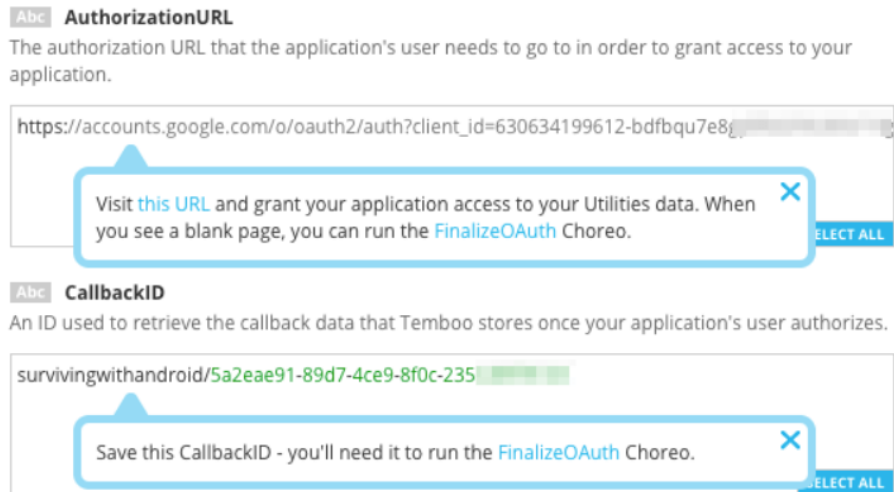 Abc AuthorizationURL
The authorization URL that the application's user needs to go to in order to grant access to your
application.
https://accounts.google.com/o/oauth2/auth?client_id=630634199612-bdfbqu7e8g
Visit this URL and grant your application access to your Utilities data. When
you see a blank page, you can run the FinalizeOAuth Choreo.
ELECT ALL
Abc CallbackID
An ID used to retrieve the callback data that Temboo stores once your application's user authorizes.
survivingwithandroid/5a2eae91-89d7-4ce9-8f0c-235
Save this CallbackID - you'll need it to run the FinalizeOAuth Choreo.
ELECT ALL